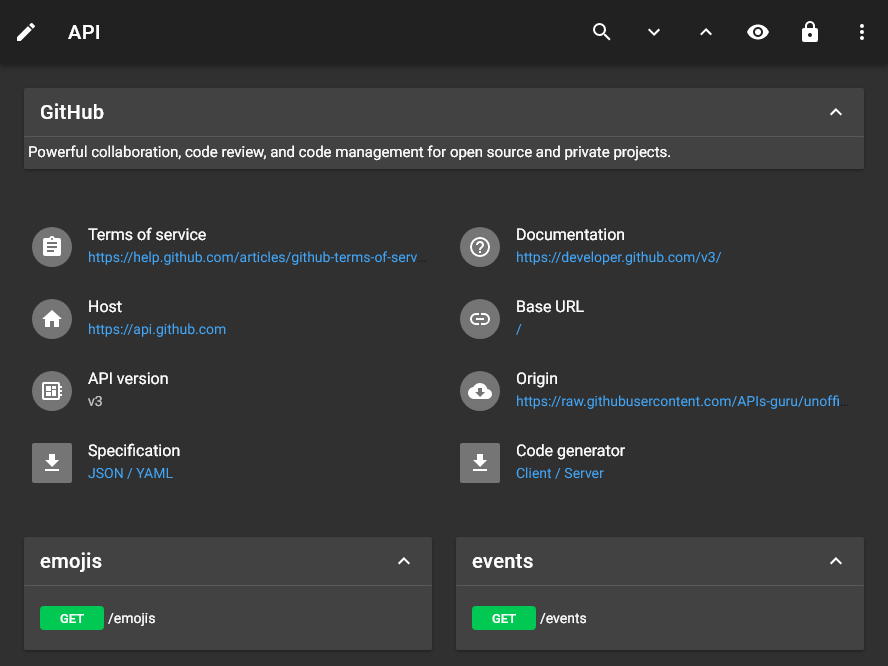 API
GitHub
Powerful collaboration, code review, and code management for open source and private projects.
Terms of service
https://help.github.com/articles/github-terms-of-serv...
Documentation
https://developer.github.com/v3/
Host
https://api.github.com
Base URL
/
API version
v3
Origin
https://raw.githubusercontent.com/APIs-guru/unoffi...
Specification
JSON / YAML
Code generator
Client / Server
emojis
GET /emojis
events
GET /events